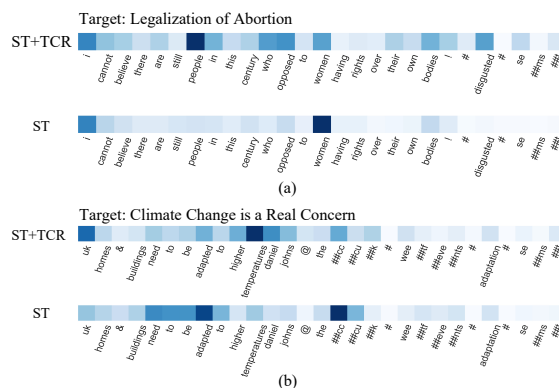 Target: Legalization of Abortion
ST+TCR
i cannot believe there are still people in this century who opposed to women having rights over their own bodies ! # disgusted # se ##ms ##t
ST
i cannot believe there are still people in this century who opposed to women having rights over their own bodies ! # disgusted # se ##ms ##t
(a)
Target: Climate Change is a Real Concern
ST+TCR
uk homes & buildings need to be adapted to higher temperatures daniel johns @ the ##cc ##cu ##k # wee ##tf ##eve ##nts # adaptation # se ##ms ##t
ST
uk homes & buildings need to be adapted to higher temperatures daniel johns @ the ##cc ##cu ##k # wee ##tf ##eve ##nts # adaptation # se ##ms
(b)